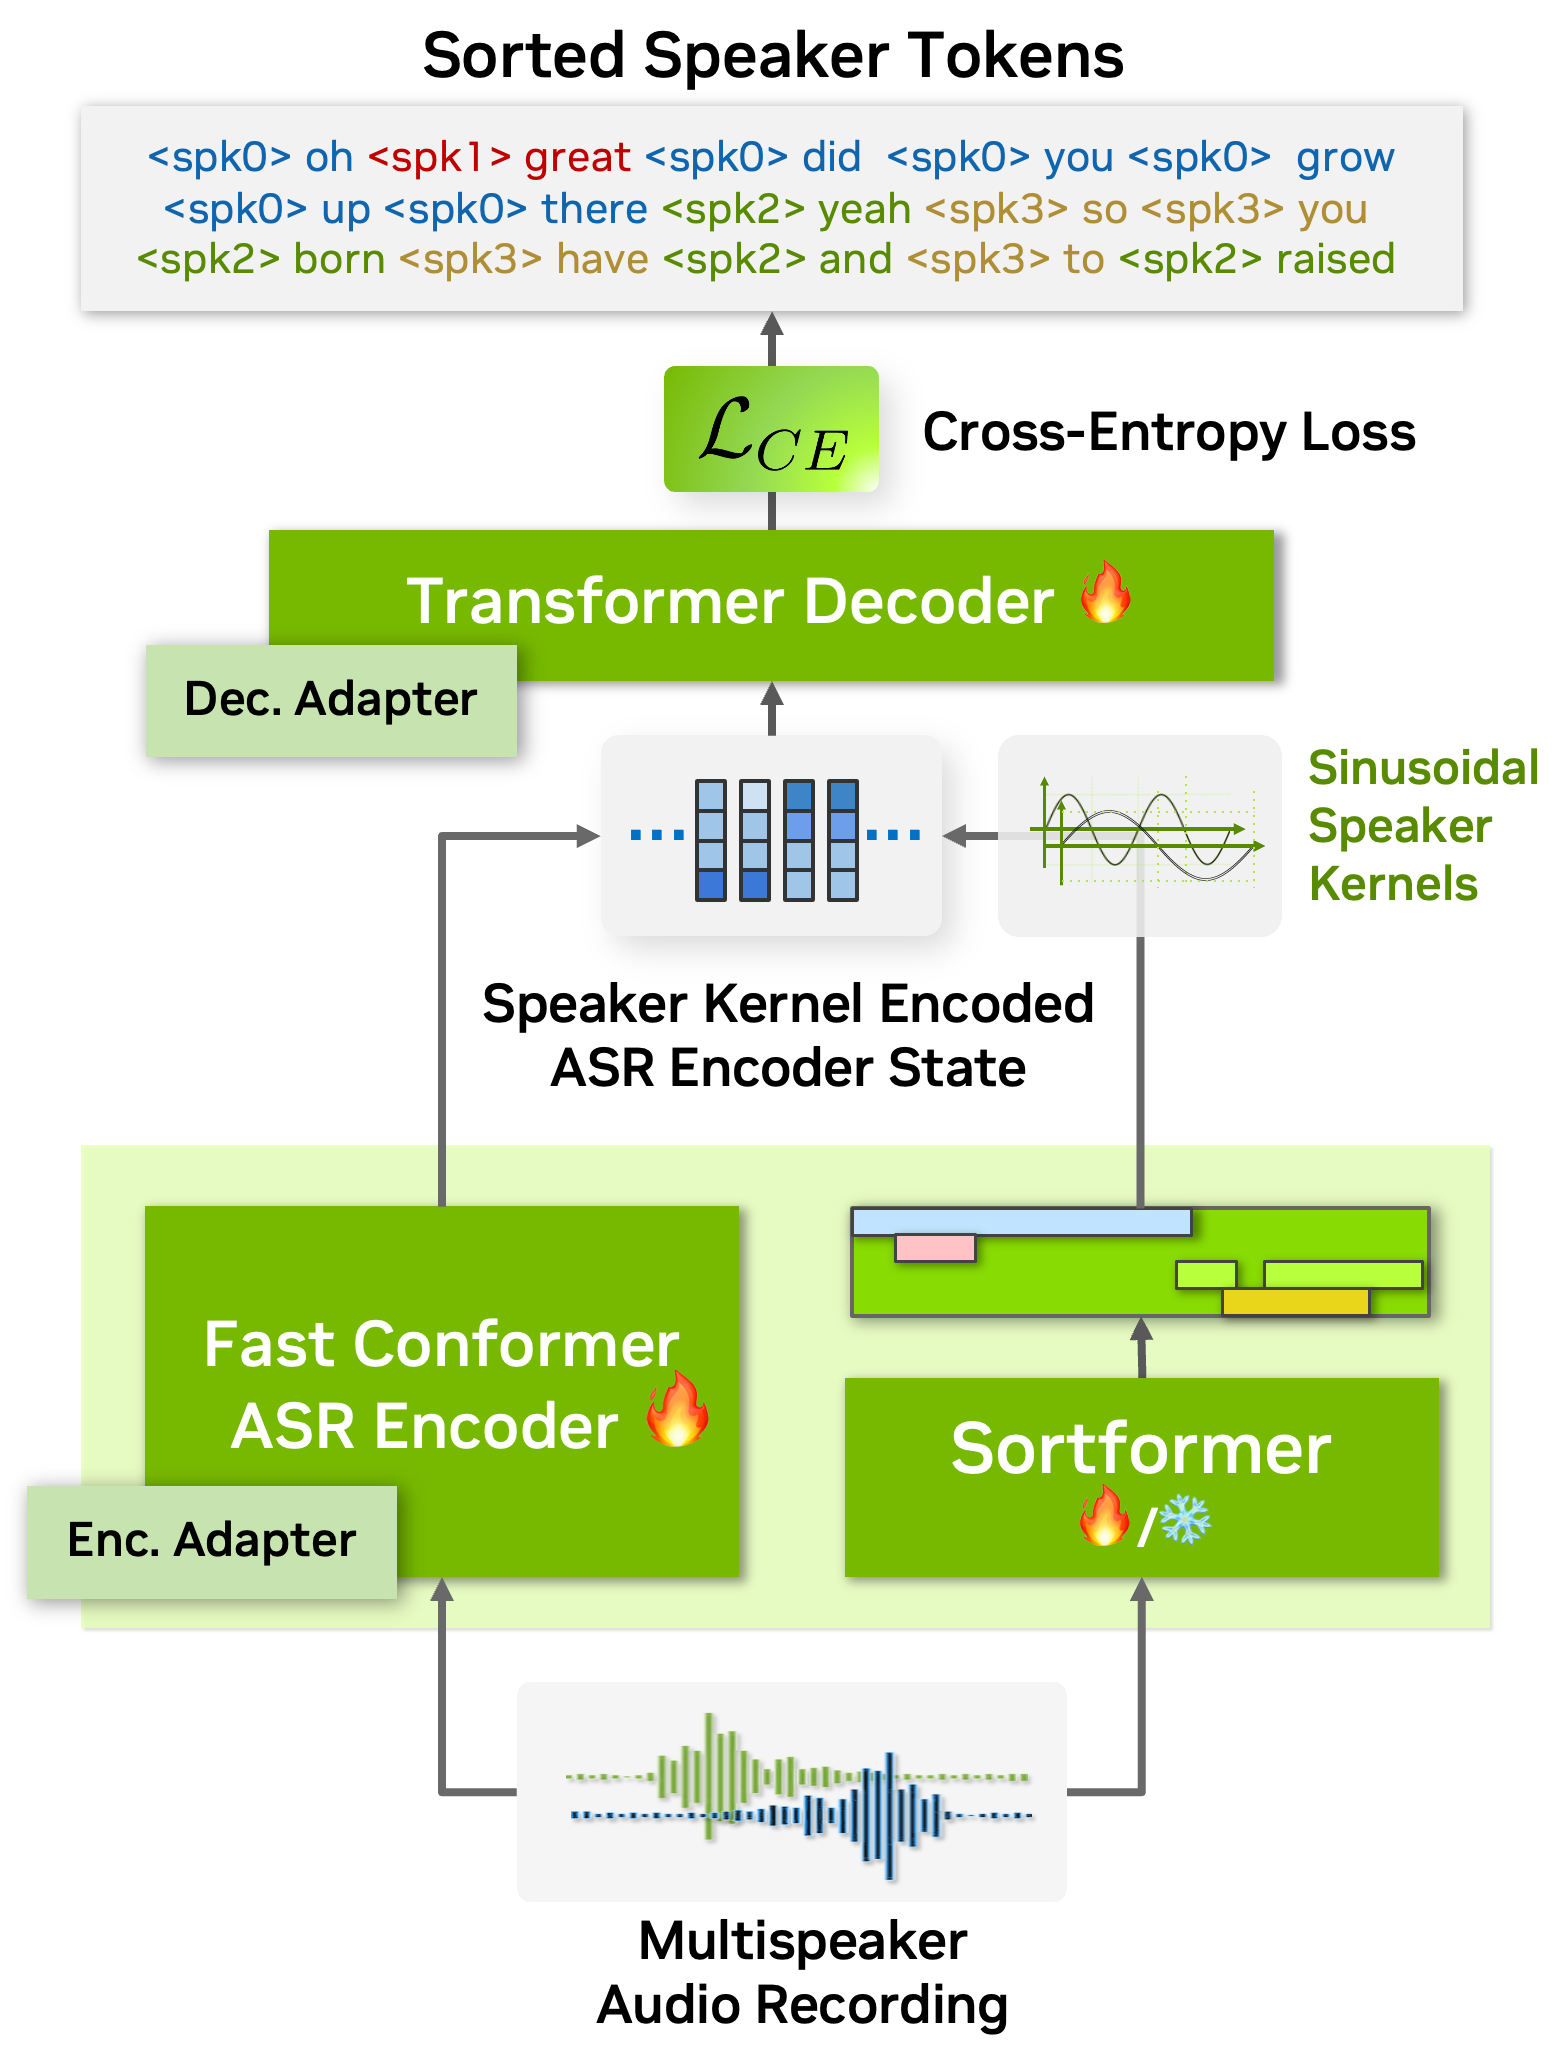 Sorted Speaker Tokens
<spk0> oh <spk1> great <spk0> did <spk0> you <spk0> grow
<spk0> up <spk0> there <spk2> yeah <spk3> so <spk3> you
<spk2> born <spk3> have <spk2> and <spk3> to <spk2> raised
ℒCE
Cross-Entropy Loss
Transformer Decoder
Dec. Adapter
Sinusoidal
Speaker
Kernels
Speaker Kernel Encoded
ASR Encoder State
Fast Conformer
ASR Encoder
Enc. Adapter
Sortformer
/
Multispeaker
Audio Recording